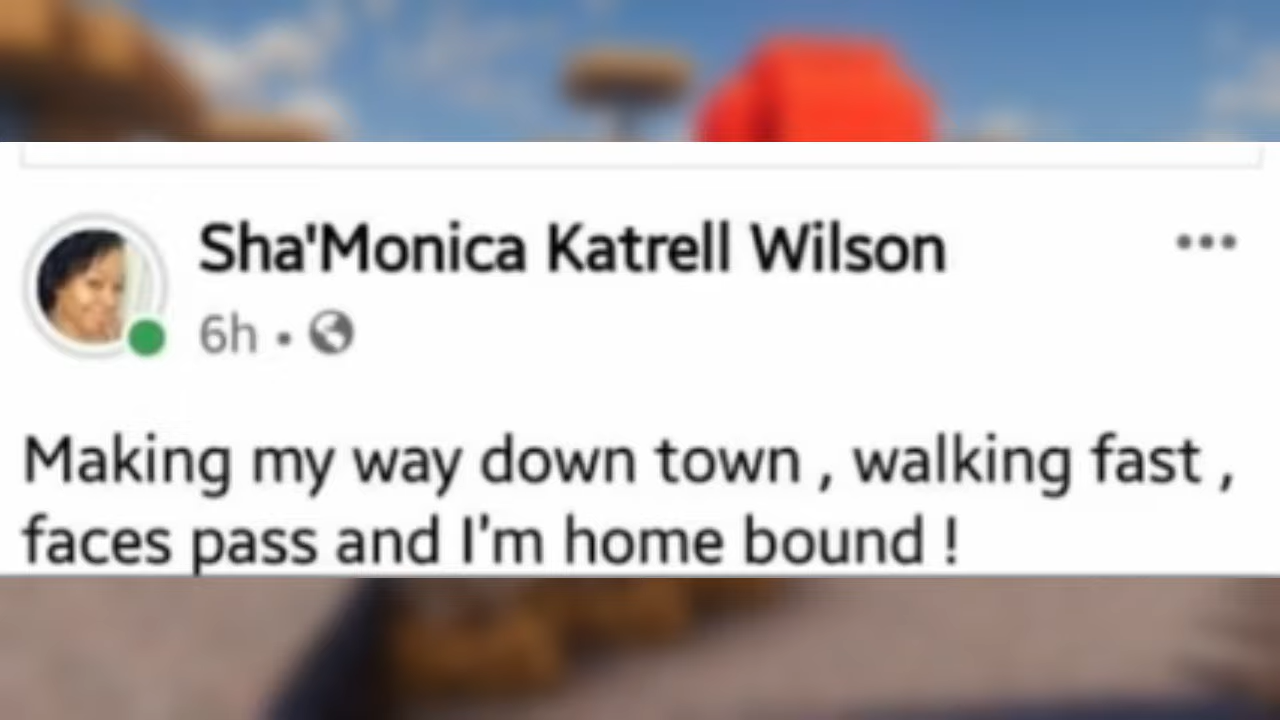 Sha'Monica Katrell Wilson
6h •
Making my way down town , walking fast ,
faces pass and I'm home bound !